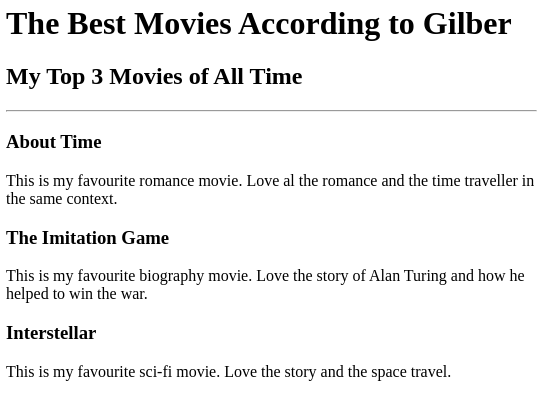 The Best Movies According to Gilber
My Top 3 Movies of All Time
About Time
This is my favourite romance movie. Love al the romance and the time traveller in
the same context.
The Imitation Game
This is my favourite biography movie. Love the story of Alan Turing and how he
helped to win the war.
Interstellar
This is my favourite sci-fi movie. Love the story and the space travel.